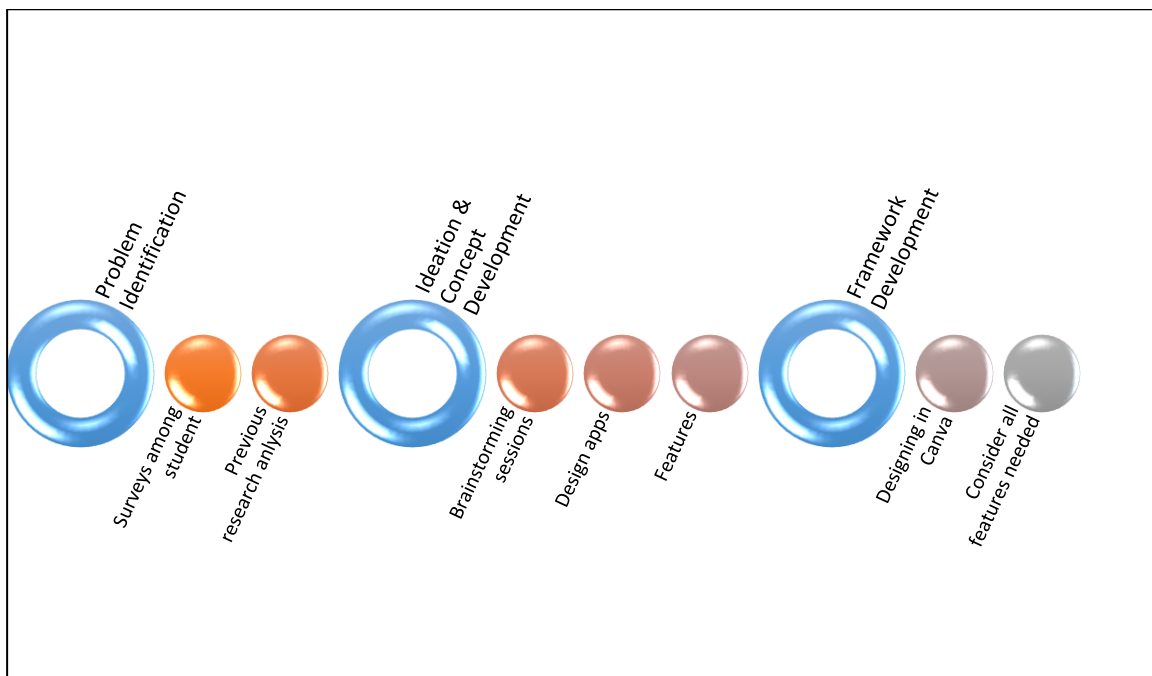 Problem
Identification
Surveys among
student
Previous
research anlysis
Ideation &
Concept
Development
Brainstorming
sessions
Design apps
Features
Framework
Development
Designing in
Canva
Consider all
features needed